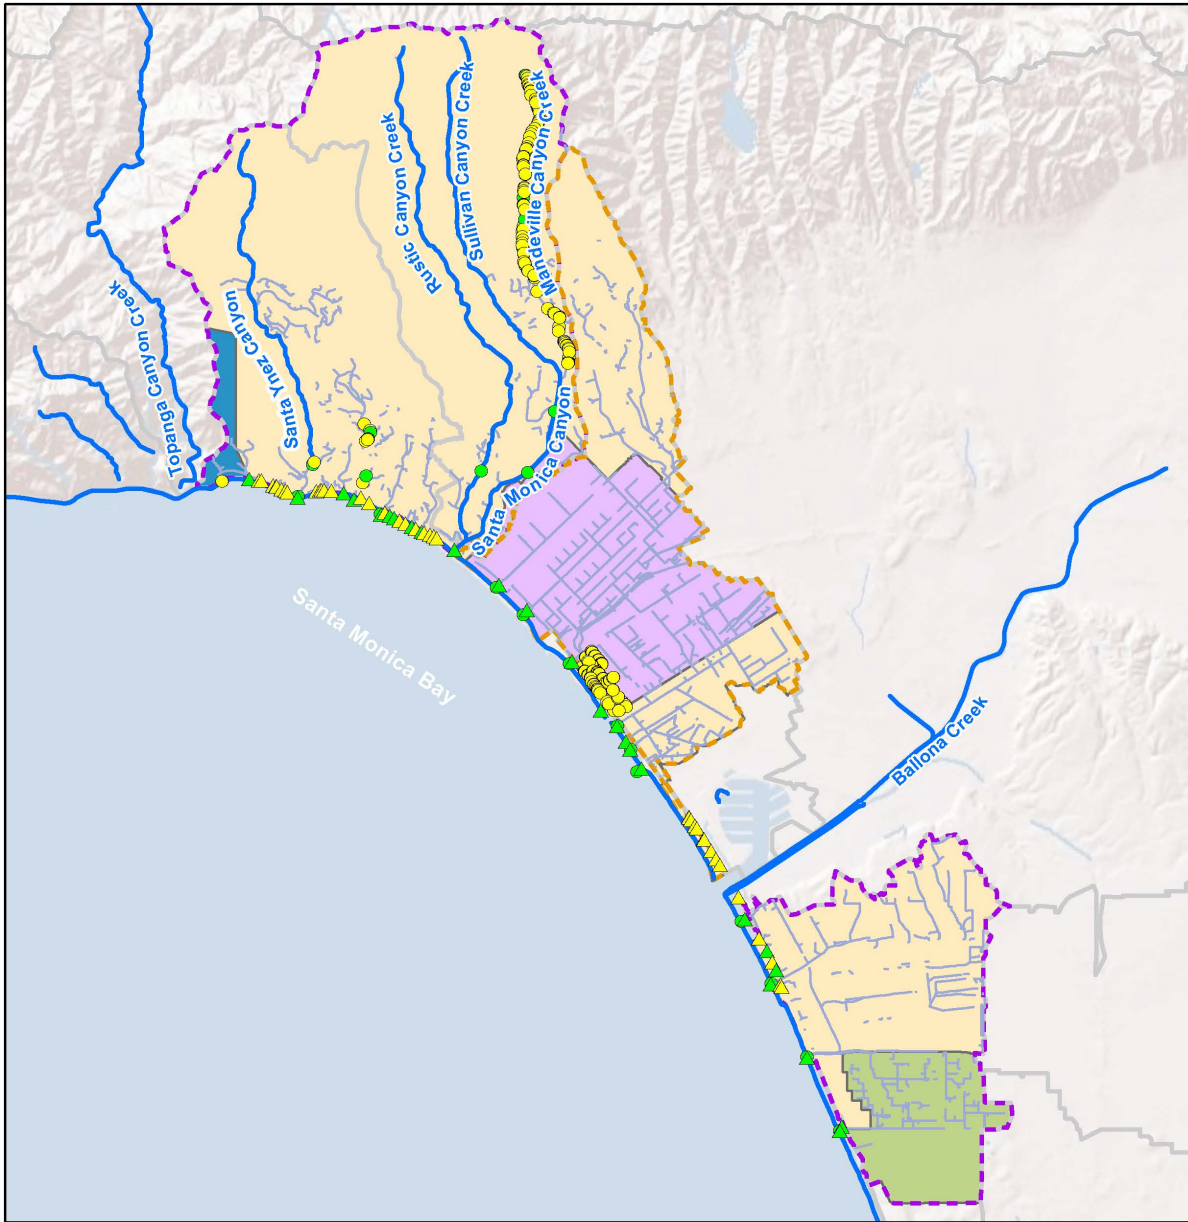 Topanga Canyon Creek
Santa Ynez Canyon
Rustic Canyon Creek
Sullivan Canyon Creek
Mandeville Canyon Creek
Santa Monica Canyon
Santa Monica Bay
Ballona Creek